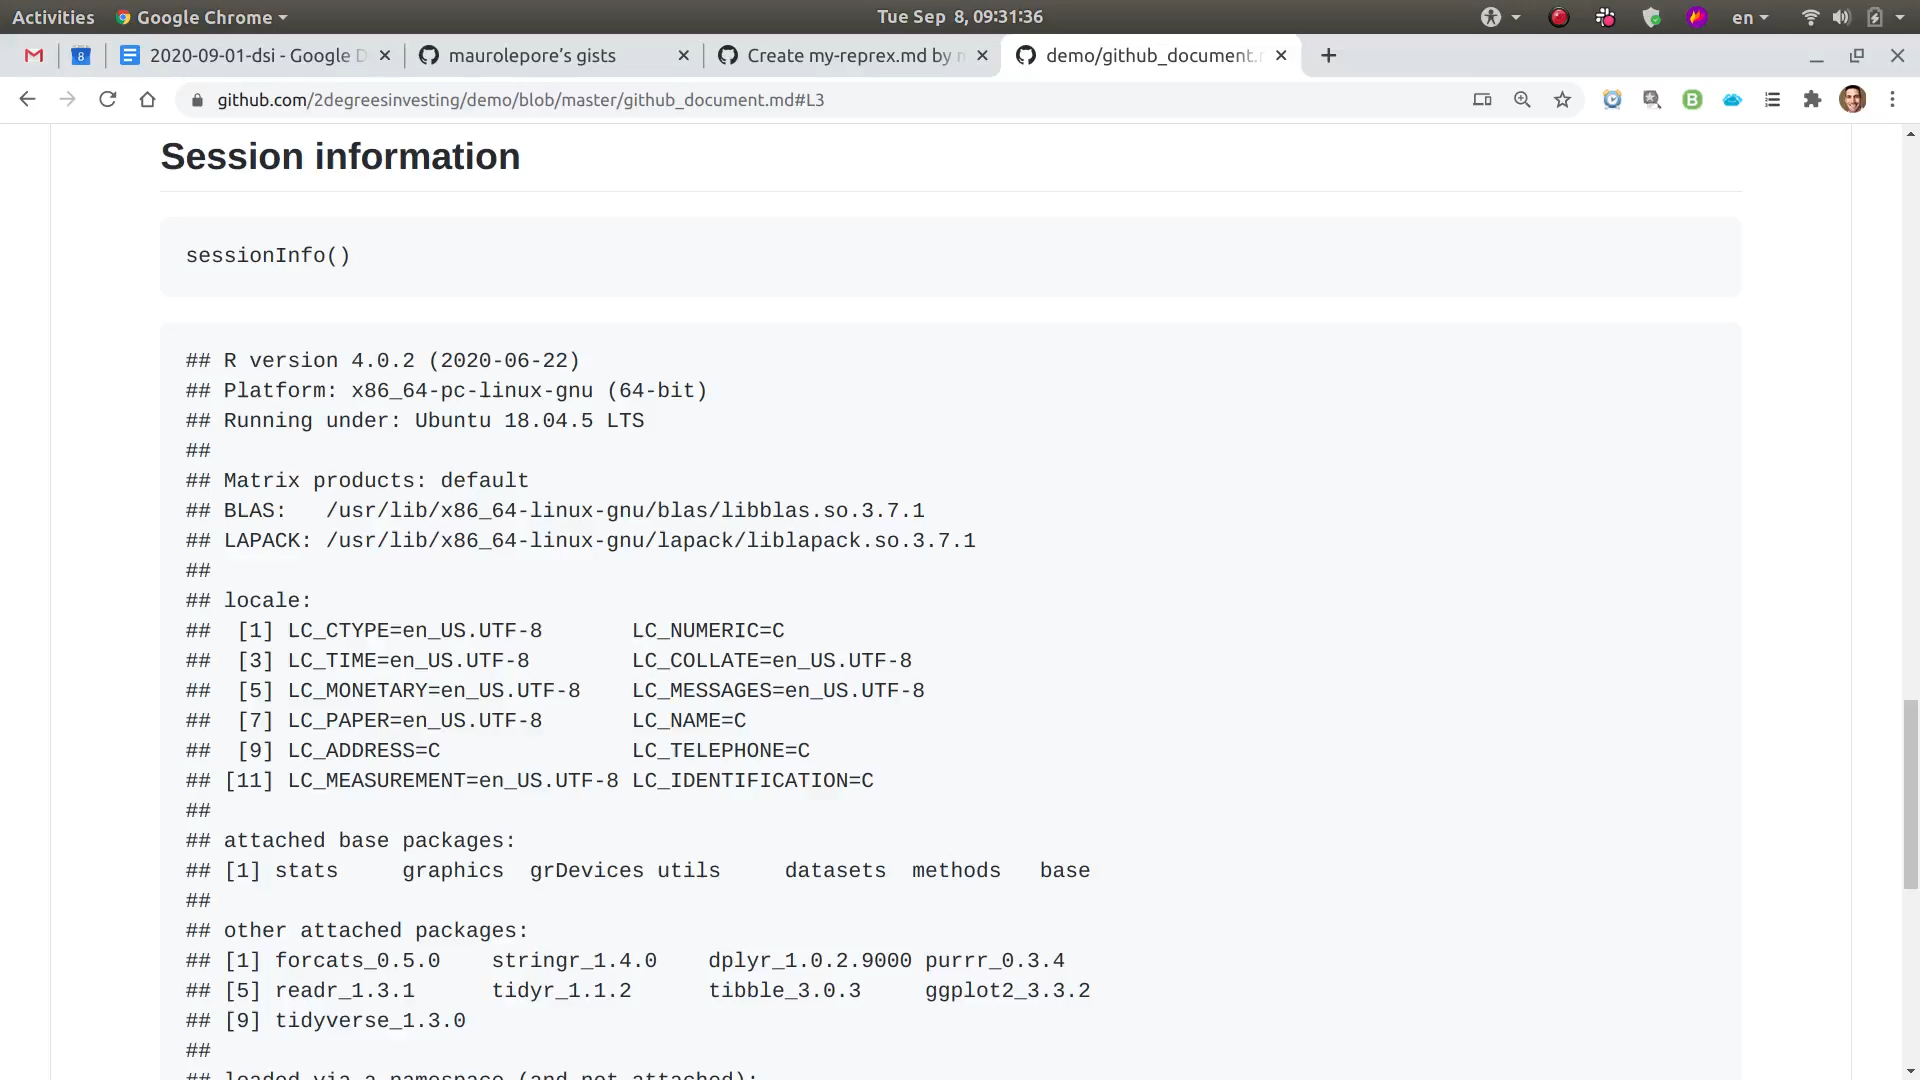 Activities Google Chrome Tue Sep 8, 09:31:36 en
8 2020-09-01-dsi - Google D maurolepore's gists Create my-reprex.md by demo/github_document.
github.com/2degreesinvesting/demo/blob/master/github_document.md#L3 B
Session information
sessionInfo()
## R version 4.0.2 (2020-06-22)
## Platform: x86_64-pc-linux-gnu (64-bit)
## Running under: Ubuntu 18.04.5 LTS
##
## Matrix products: default
## BLAS:   /usr/lib/x86_64-linux-gnu/blas/libblas.so.3.7.1
## LAPACK: /usr/lib/x86_64-linux-gnu/lapack/liblapack.so.3.7.1
##
## locale:
##  [1] LC_CTYPE=en_US.UTF-8       LC_NUMERIC=C
##  [3] LC_TIME=en_US.UTF-8        LC_COLLATE=en_US.UTF-8
##  [5] LC_MONETARY=en_US.UTF-8    LC_MESSAGES=en_US.UTF-8
##  [7] LC_PAPER=en_US.UTF-8       LC_NAME=C
##  [9] LC_ADDRESS=C               LC_TELEPHONE=C
## [11] LC_MEASUREMENT=en_US.UTF-8 LC_IDENTIFICATION=C
##
## attached base packages:
## [1] stats     graphics  grDevices utils     datasets  methods   base
##
## other attached packages:
## [1] forcats_0.5.0    stringr_1.4.0    dplyr_1.0.2.9000 purrr_0.3.4
## [5] readr_1.3.1      tidyr_1.1.2      tibble_3.0.3     ggplot2_3.3.2
## [9] tidyverse_1.3.0
##
## loaded via a namespace (and not attached):